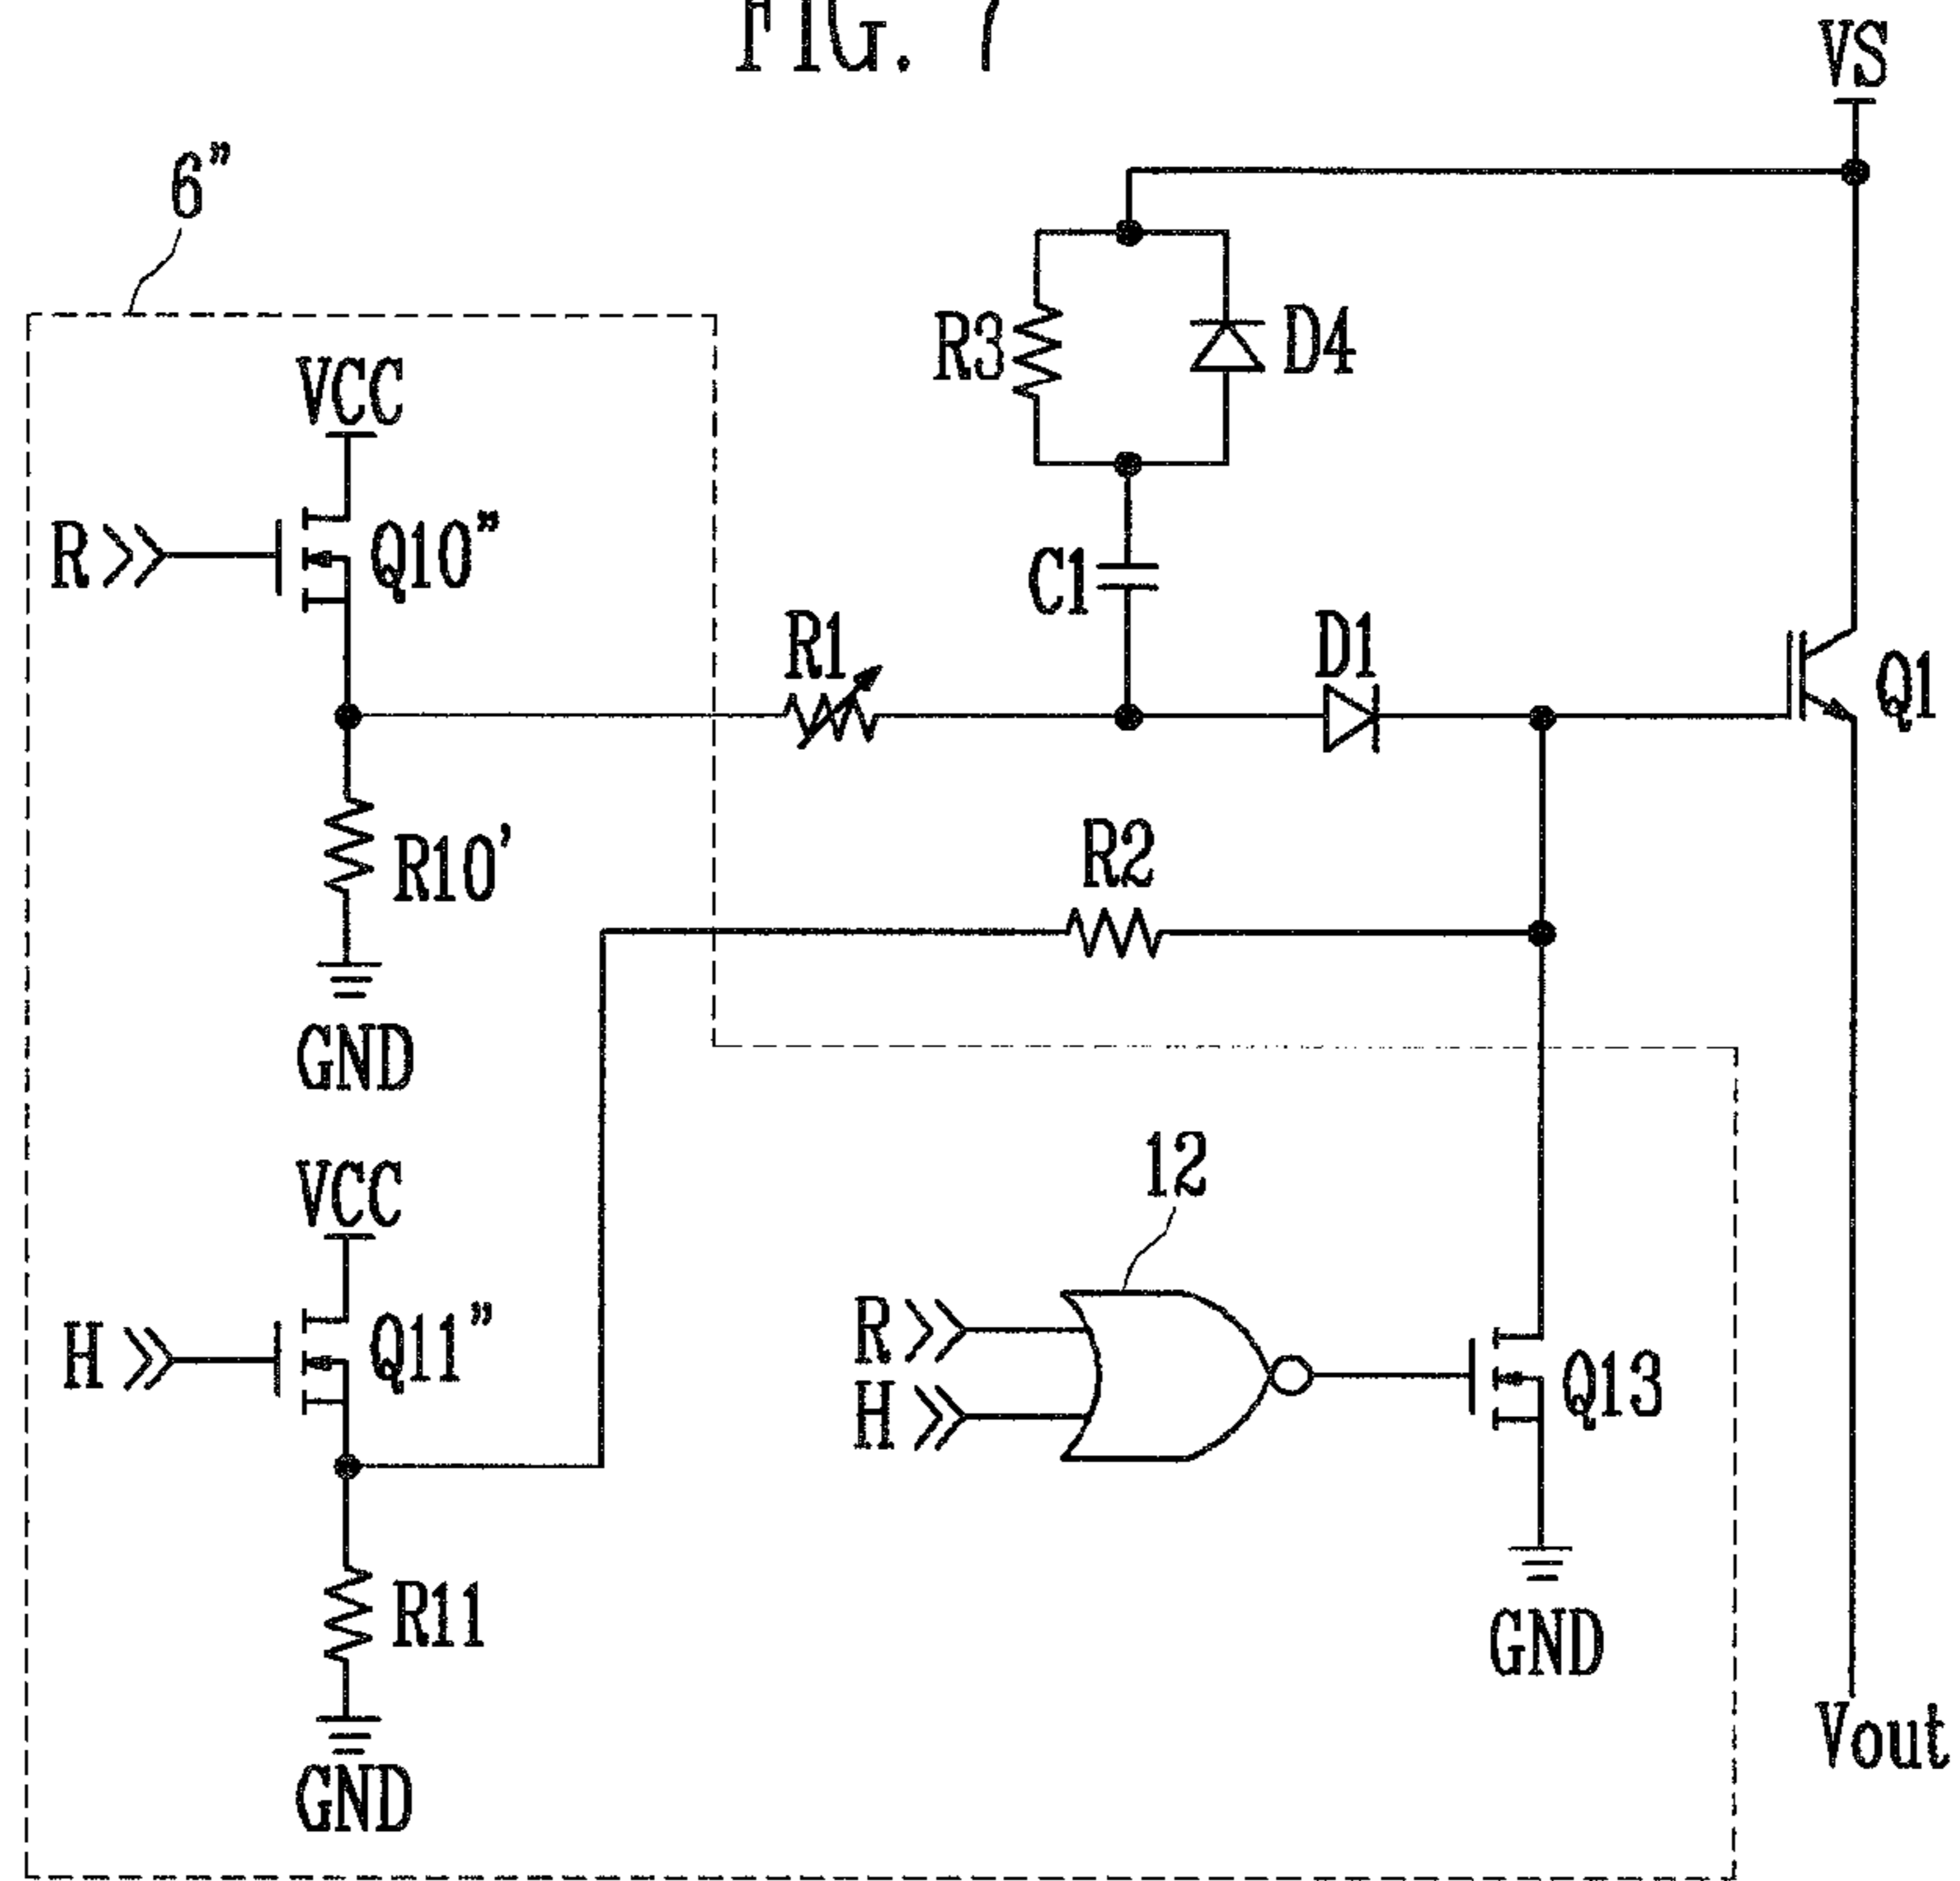 FIG. 7
VS
6”
R3
D4
VCC
R
Q10”
C1
R1
D1
Q1
R10'
R2
GND
12
VCC
H
Q11”
R
H
Q13
R11
GND
GND
Vout